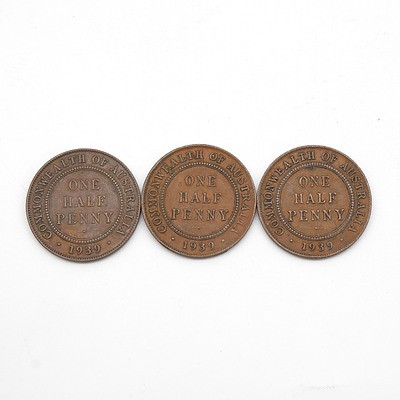 COMMONWEALTH OF AUSTRALIA
ONE
HALF
PENNY
· 1939 ·
COMMONWEALTH OF AUSTRALIA
ONE
HALF
PENNY
· 1939 ·
COMMONWEALTH OF AUSTRALIA
ONE
HALF
PENNY
· 1939 ·